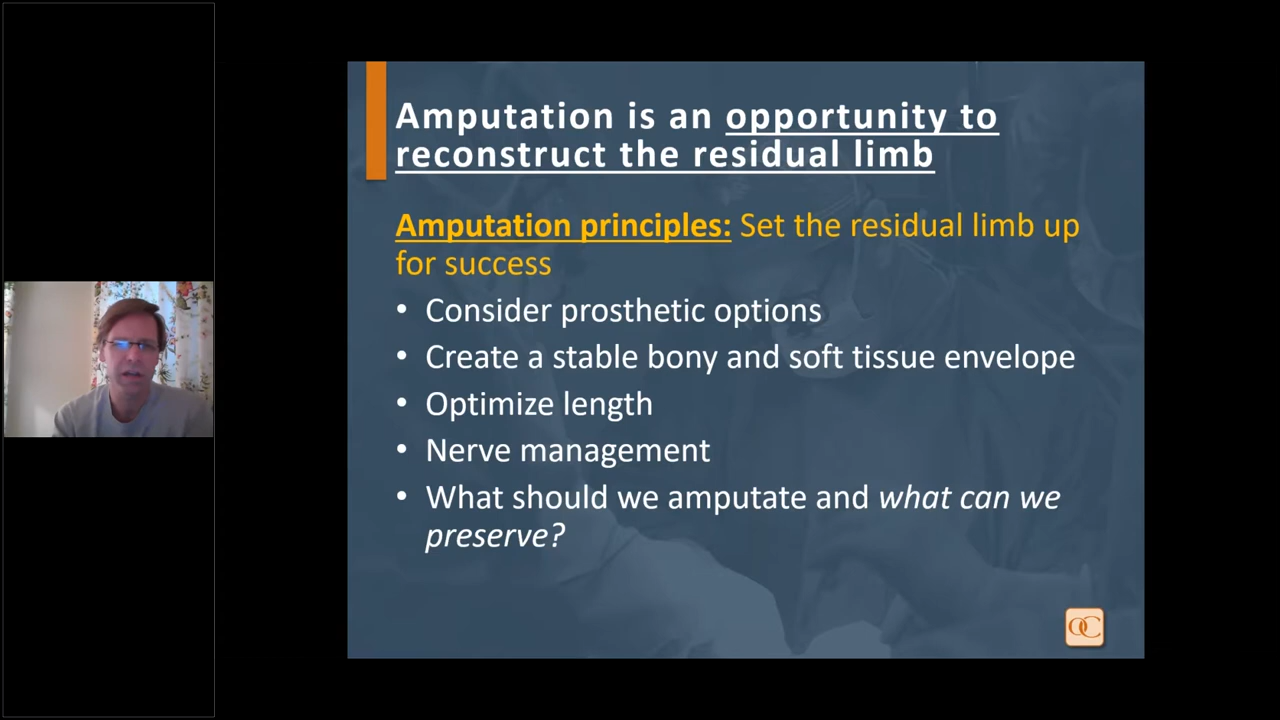 Amputation is an opportunity to
reconstruct the residual limb
Amputation principles: Set the residual limb up
for success
• Consider prosthetic options
• Create a stable bony and soft tissue envelope
• Optimize length
• Nerve management
• What should we amputate and what can we
preserve?
OC